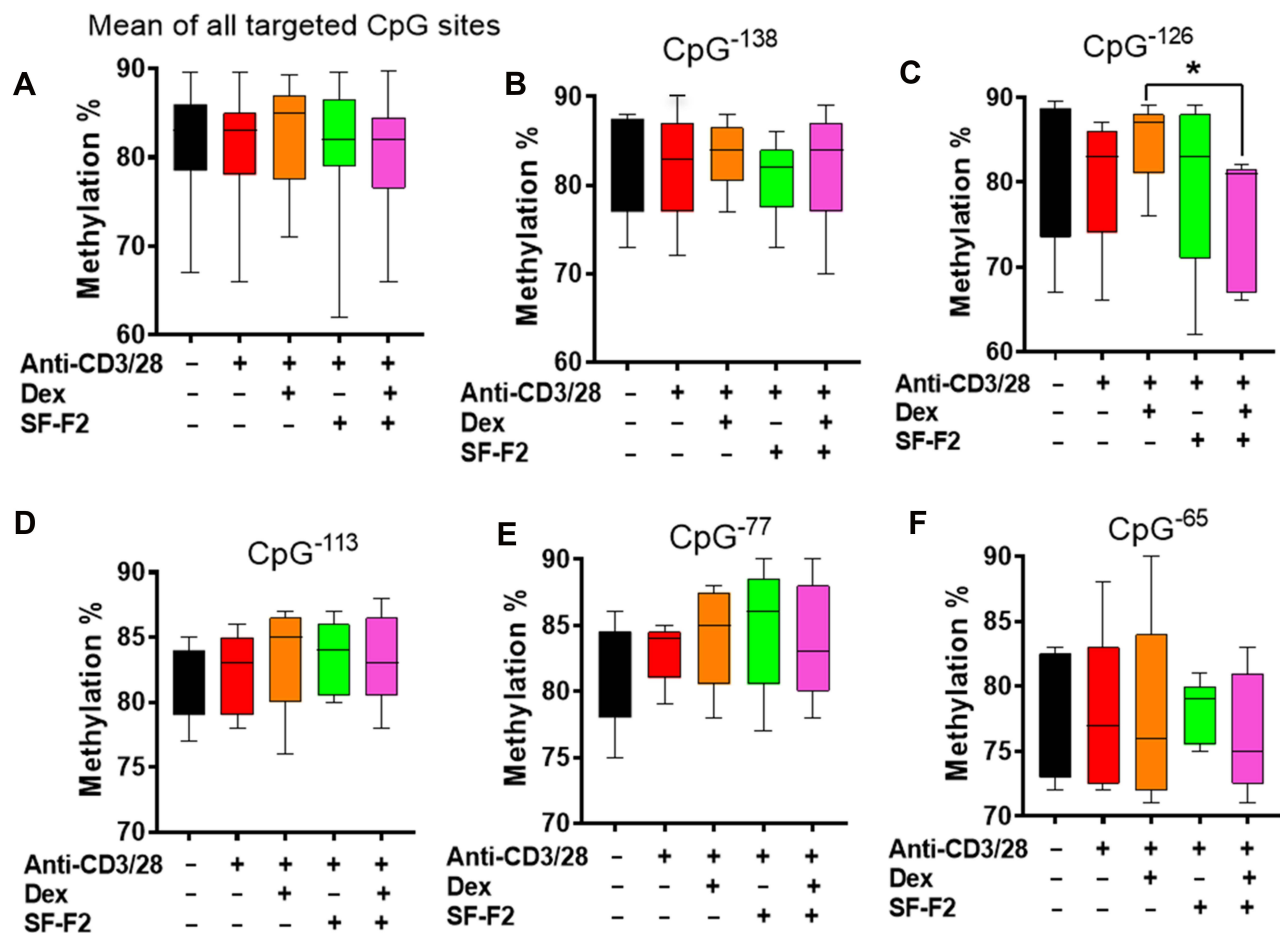 Mean of all targeted CpG sites
A
Methylation %
90
80
70
60
Anti-CD3/28 – + + + +
Dex – – + – +
SF-F2 – – – + +
B
CpG-138
Methylation %
90
80
70
60
Anti-CD3/28 – + + + +
Dex – – + – +
SF-F2 – – – + +
C
CpG-126
*
Methylation %
90
80
70
60
Anti-CD3/28 – + + + +
Dex – – + – +
SF-F2 – – – + +
D
CpG-113
Methylation %
90
85
80
75
70
Anti-CD3/28 – + + + +
Dex – – + – +
SF-F2 – – – + +
E
CpG-77
Methylation %
90
85
80
75
70
Anti-CD3/28 – + + + +
Dex – – + – +
SF-F2 – – – + +
F
CpG-65
Methylation %
90
85
80
75
70
Anti-CD3/28 – + + + +
Dex – – + – +
SF-F2 – – – + +